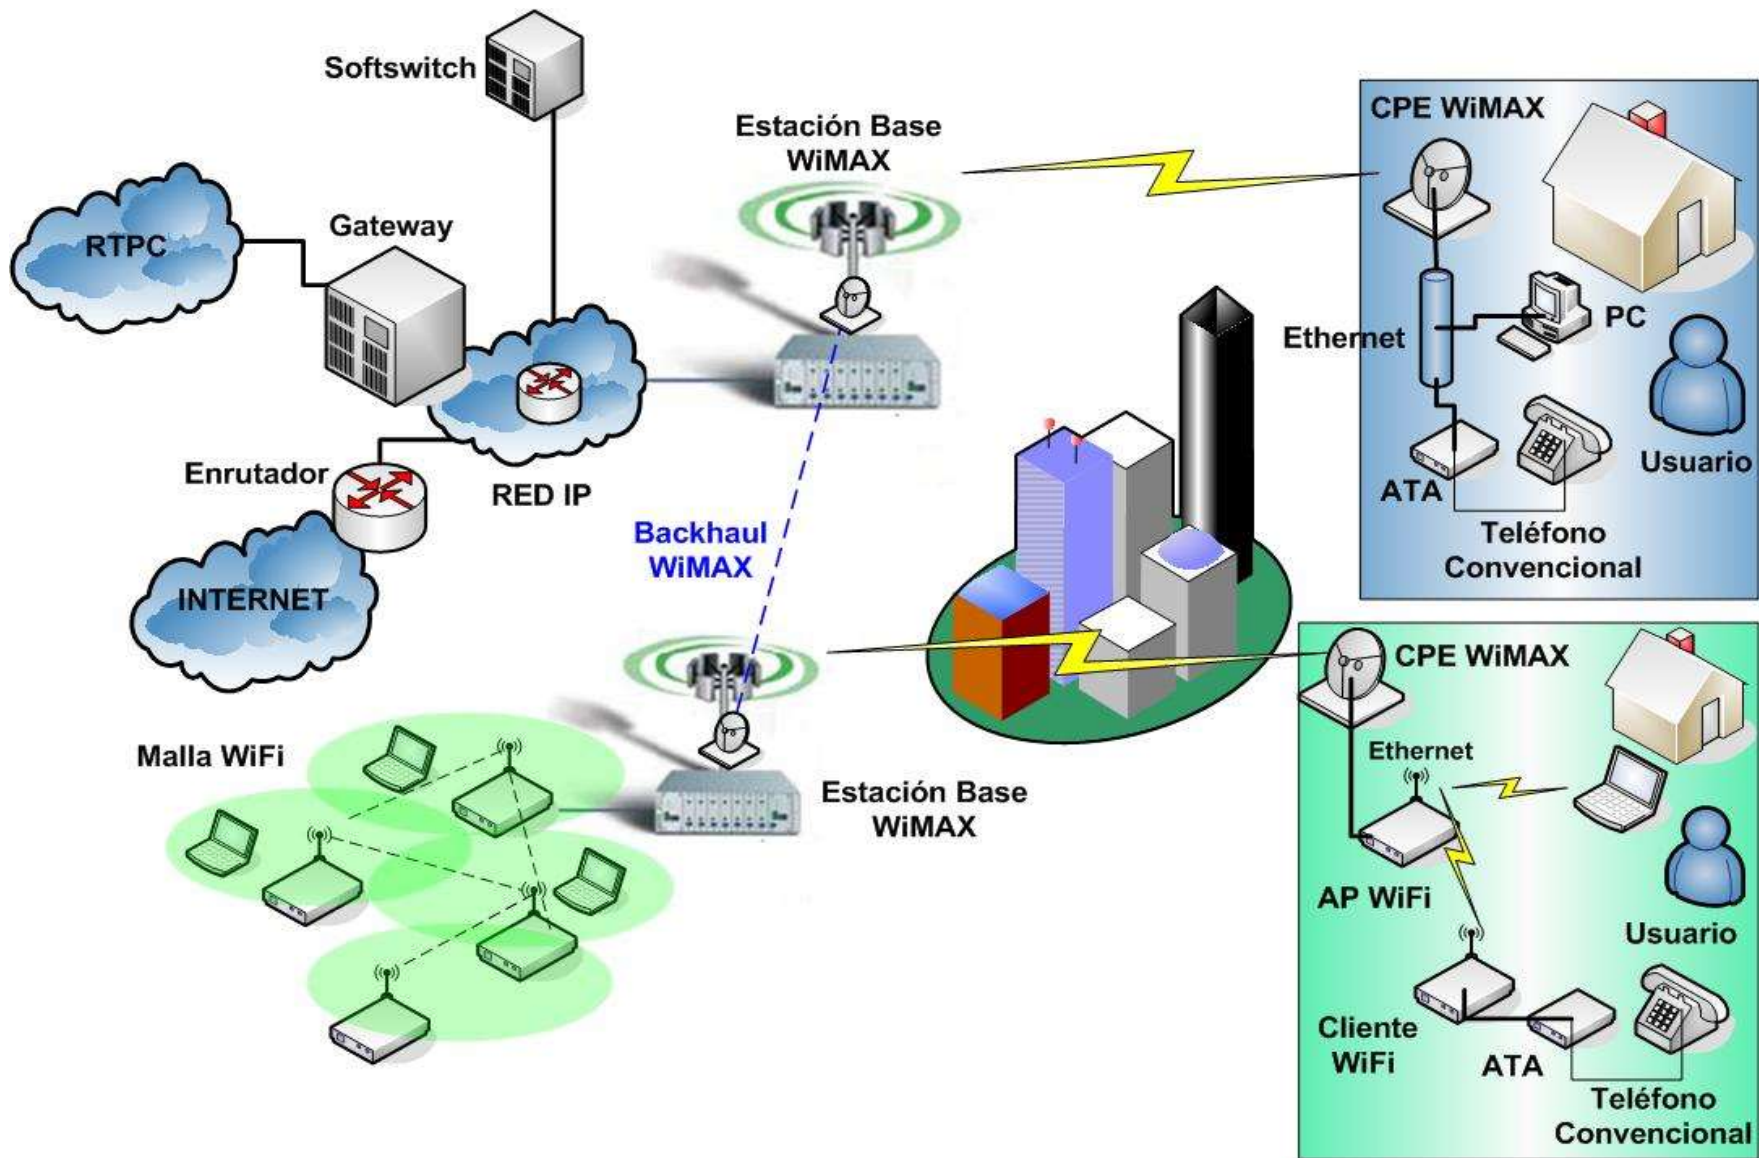 Softswitch
Estación Base
WiMAX
CPE WiMAX
Gateway
RTPC
PC
Ethernet
Enrutador
RED IP
Usuario
ATA
Teléfono
Convencional
Backhaul
WiMAX
INTERNET
CPE WiMAX
Malla WiFi
Ethernet
Estación Base
WiMAX
AP WiFi
Usuario
Cliente
WiFi
ATA
Teléfono
Convencional